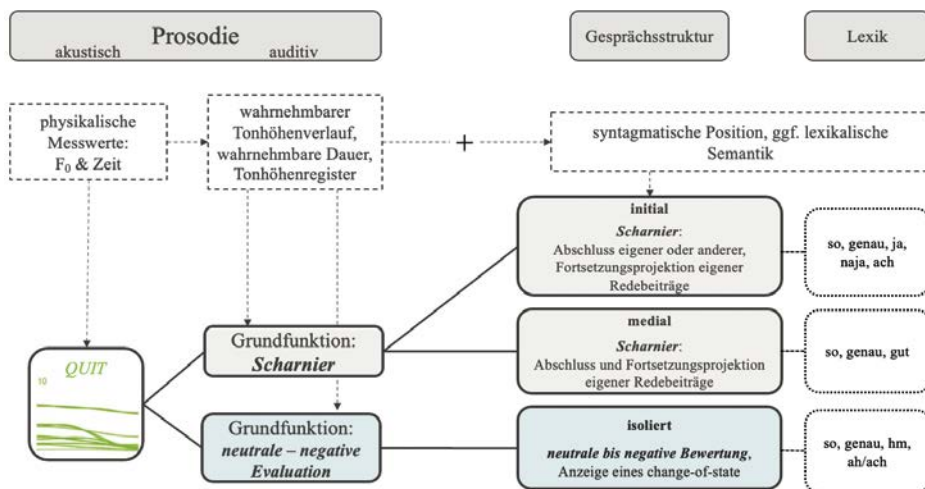 Prosodie
akustisch
auditiv
Gesprächsstruktur
Lexik
physikalische
Messwerte:
F₀ & Zeit
wahrnehmbarer
Tonhöhenverlauf,
wahrnehmbare Dauer,
Tonhöhenregister
+
syntagmatische Position, ggf. lexikalische
Semantik
initial
Scharnier:
Abschluss eigener oder anderer,
Fortsetzungsprojektion eigener
Redebeiträge
so, genau, ja,
naja, ach
QUIT
10
Grundfunktion:
Scharnier
medial
Scharnier:
Abschluss und Fortsetzungsprojektion
eigener Redebeiträge
so, genau, gut
Grundfunktion:
neutrale – negative
Evaluation
isoliert
neutrale bis negative Bewertung,
Anzeige eines change-of-state
so, genau, hm,
ah/ach